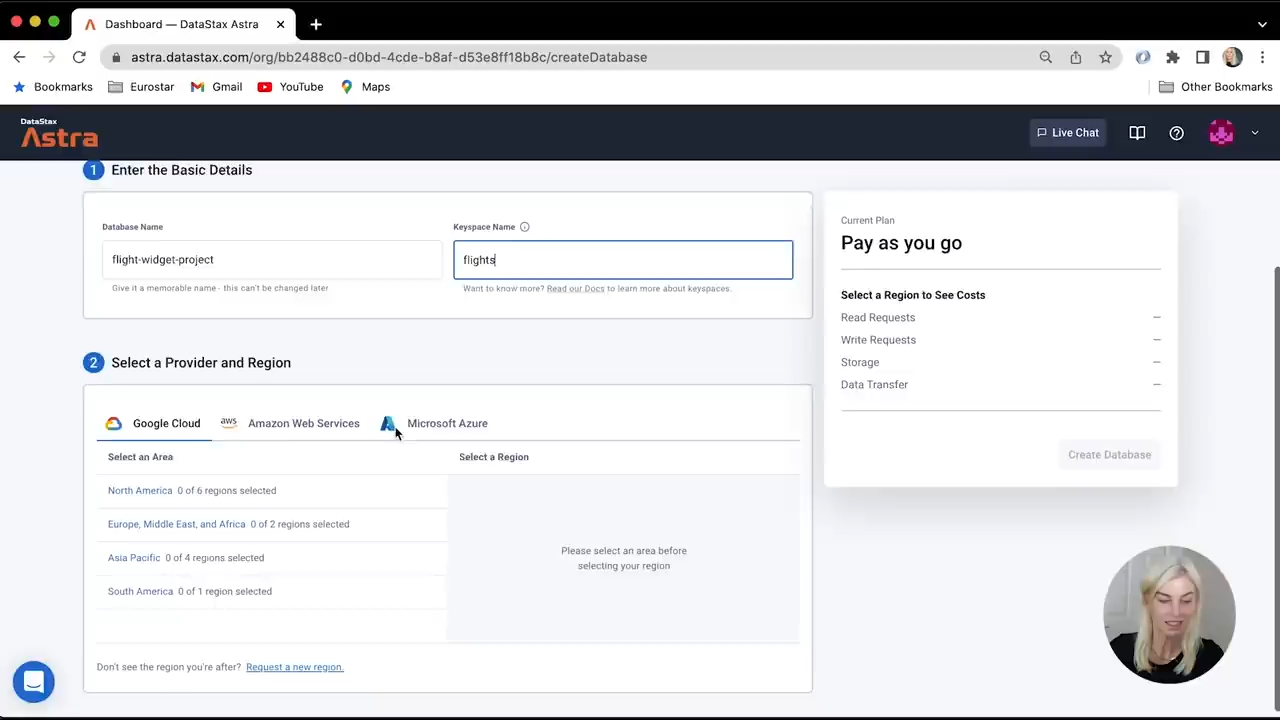 Dashboard — DataStax Astra
astra.datastax.com/org/bb2488c0-d0bd-4cde-b8af-d53e8ff18b8c/createDatabase
Bookmarks Eurostar Gmail YouTube Maps Other Bookmarks
DataStax
Astra
Live Chat
1 Enter the Basic Details
Database Name
flight-widget-project
Give it a memorable name - this can't be changed later
Keyspace Name
flights
Want to know more? Read our Docs to learn more about keyspaces.
Current Plan
Pay as you go
Select a Region to See Costs
Read Requests –
Write Requests –
Storage –
Data Transfer –
Create Database
2 Select a Provider and Region
Google Cloud aws Amazon Web Services Microsoft Azure
Select an Area
North America 0 of 6 regions selected
Europe, Middle East, and Africa 0 of 2 regions selected
Asia Pacific 0 of 4 regions selected
South America 0 of 1 region selected
Select a Region
Please select an area before
selecting your region
Don't see the region you're after? Request a new region.